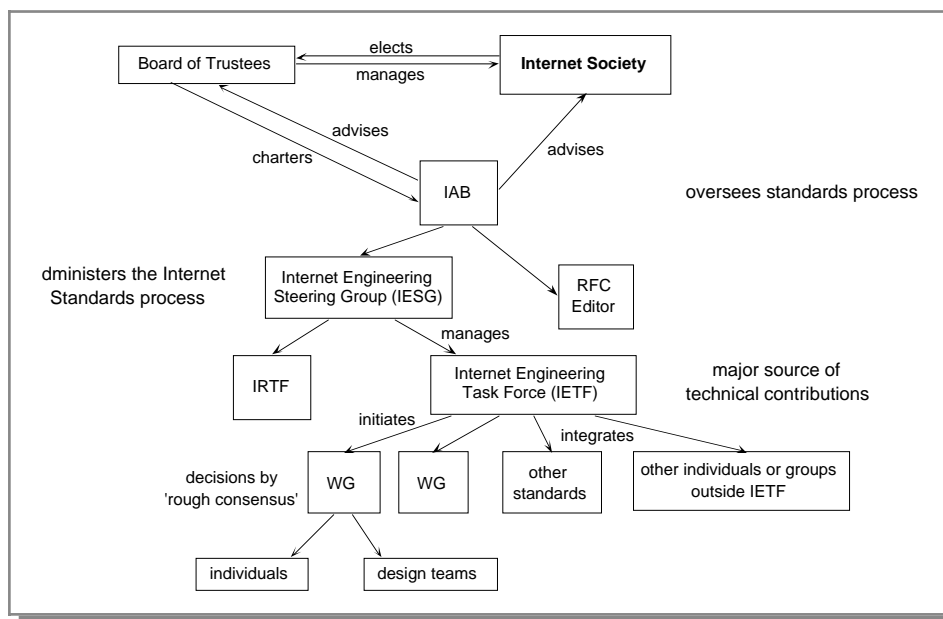 elects
Board of Trustees
Internet Society
manages
advises
charters
advises
IAB
oversees standards process
dministers the Internet
Standards process
Internet Engineering
Steering Group (IESG)
RFC
Editor
manages
IRTF
Internet Engineering
Task Force (IETF)
major source of
technical contributions
initiates
integrates
decisions by
'rough consensus'
WG
WG
other
standards
other individuals or groups
outside IETF
individuals
design teams